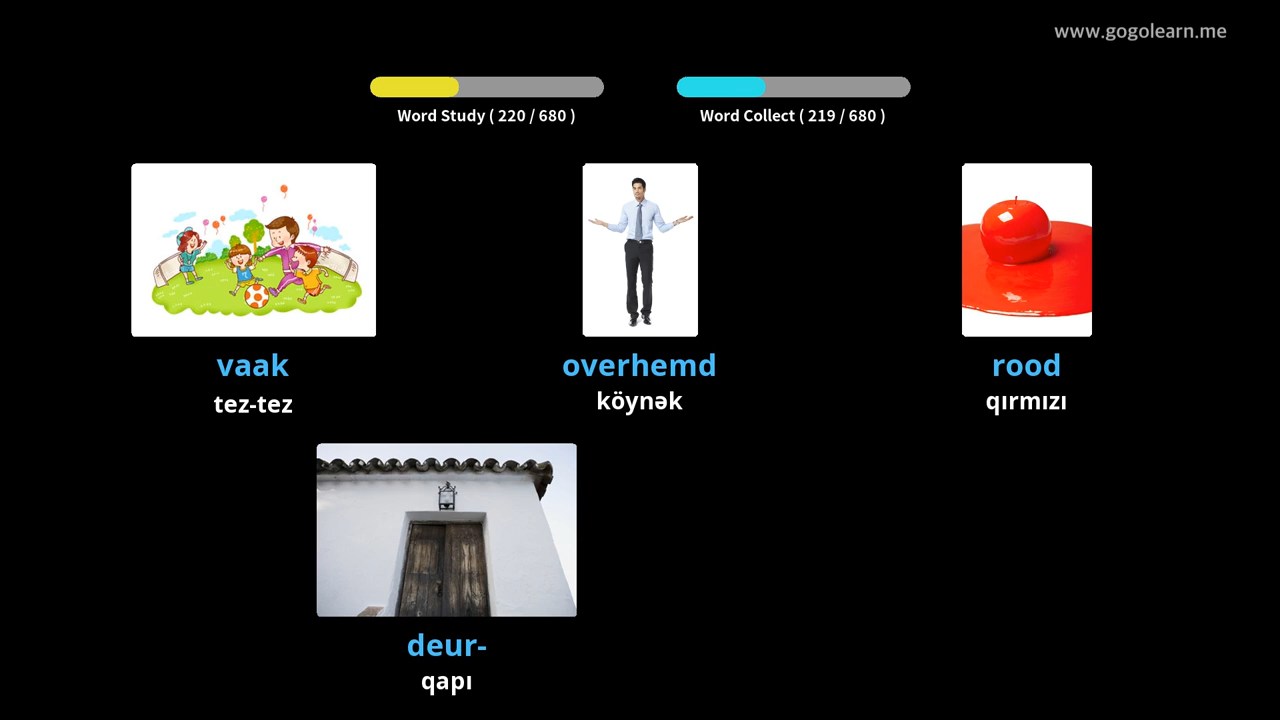 www.gogolearn.me
Word Study ( 220 / 680 )
Word Collect ( 219 / 680 )
vaak
tez-tez
overhemd
köynək
rood
qırmızı
deur-
qapı